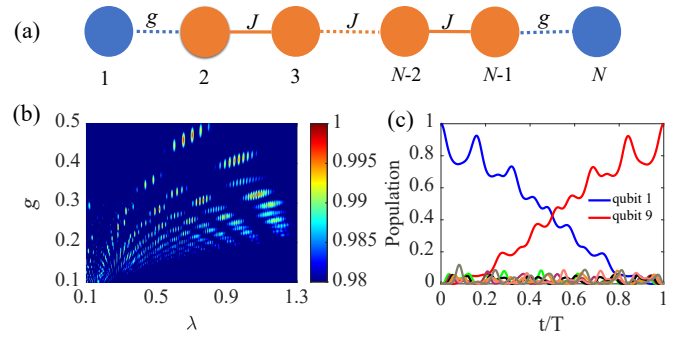 (a)
g J J J g
1 2 3 N-2 N-1 N
(b)
0.5
0.4
0.3
0.2
0.1
g
0.1 0.5 0.9 1.3
λ
1
0.995
0.99
0.985
0.98
(c)
1
0.8
0.6
0.4
0.2
0
Population
qubit 1
qubit 9
0 0.2 0.4 0.6 0.8 1
t/T